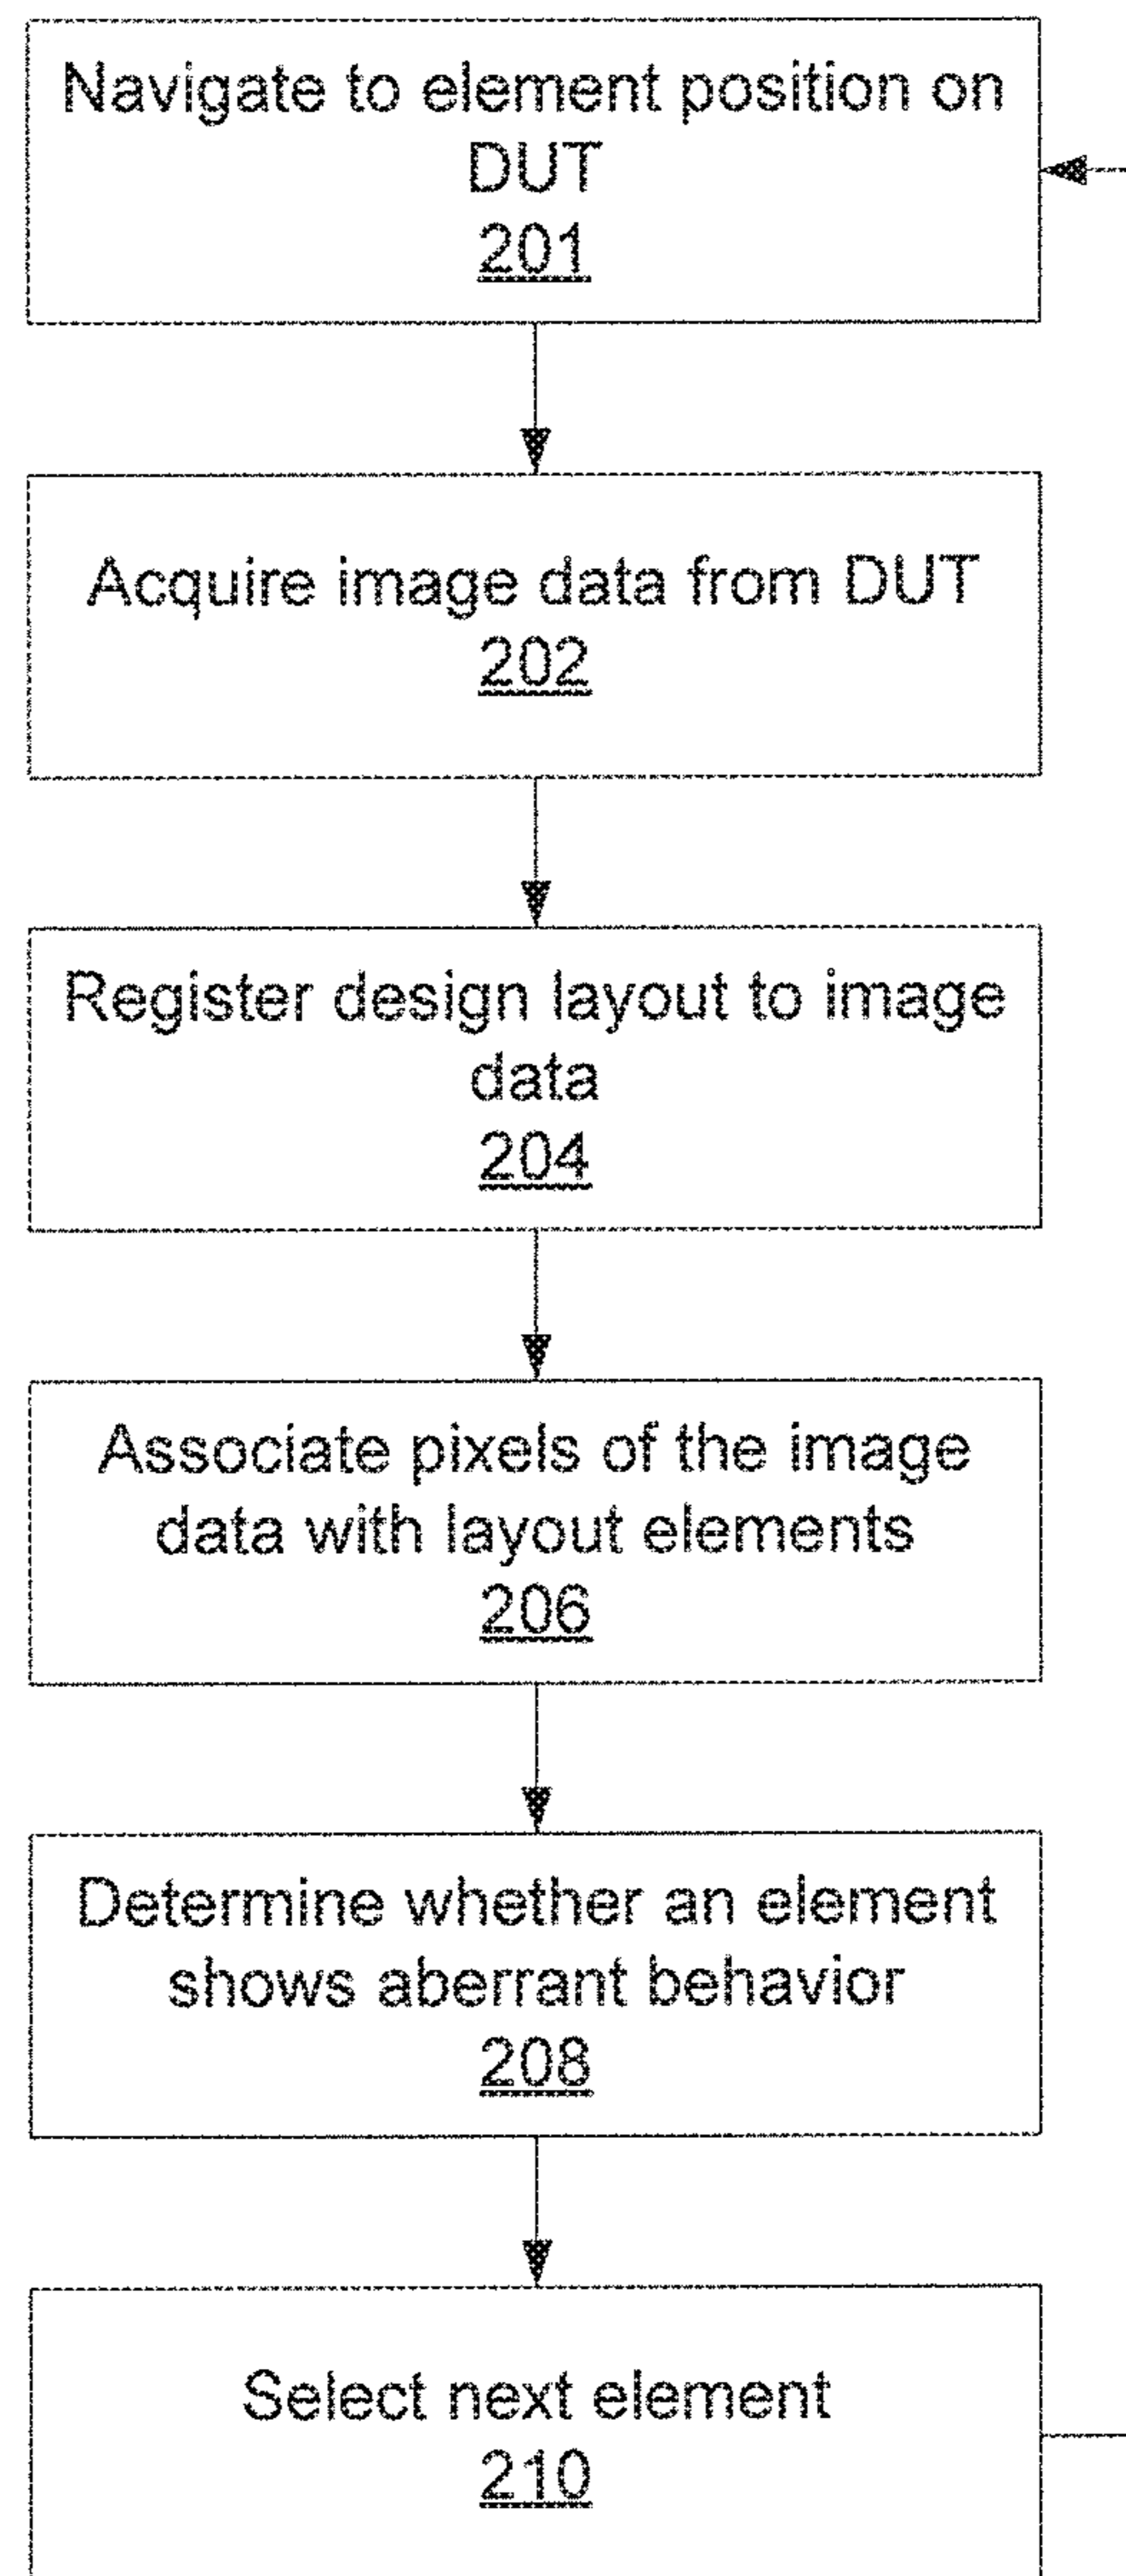 Navigate to element position on
DUT
201
Acquire image data from DUT
202
Register design layout to image
data
204
Associate pixels of the image
data with layout elements
206
Determine whether an element
shows aberrant behavior
208
Select next element
210